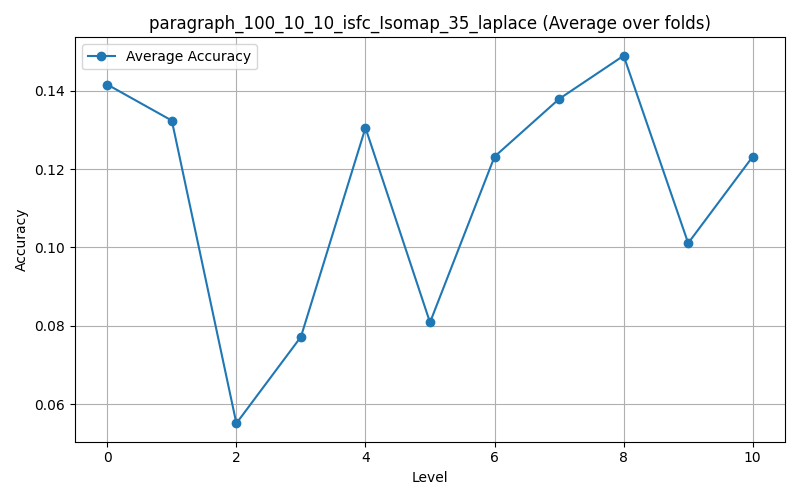 paragraph_100_10_10_isfc_Isomap_35_laplace (Average over folds)
Average Accuracy
0.14
0.12
0.10
0.08
0.06
Accuracy
0 2 4 6 8 10
Level